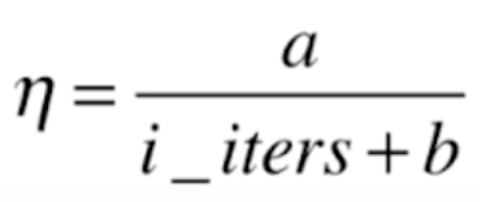 η = a / (i_iters + b)